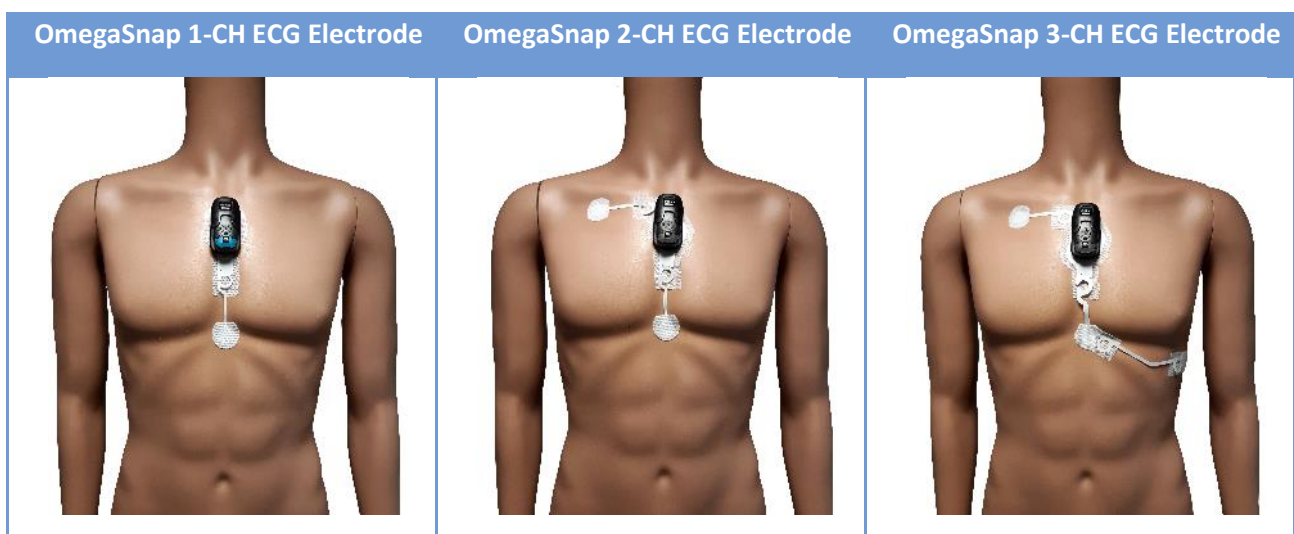 OmegaSnap 1-CH ECG Electrode
OmegaSnap 2-CH ECG Electrode
OmegaSnap 3-CH ECG Electrode